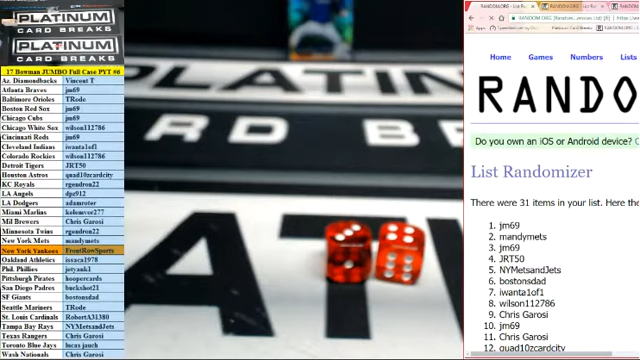 PLATINUM
CARD BREAKS
PLATINUM
CARD BREAKS
17 Bowman JUMBO Full Case PYT #6
Az. Diamondbacks Vincent T
Atlanta Braves jm69
Baltimore Orioles TRode
Boston Red Sox jm69
Chicago Cubs jm69
Chicago White Sox wilson112786
Cincinnati Reds jm69
Cleveland Indians iwanta1of1
Colorado Rockies wilson112786
Detroit Tigers JRT50
Houston Astros quad10zcardcity
KC Royals rgendron22
LA Angels dpz912
LA Dodgers adamroter
Miami Marlins kelemvor277
Mil Brewers Chris Garosi
Minnesota Twins rgendron22
New York Mets mandymets
New York Yankees FrontRowSports
Oakland Athletics issaca1978
Phil. Phillies jetyank1
Pittsburgh Pirates hoopercards
San Diego Padres buckshot21
SF Giants bostonsdad
Seattle Mariners TRode
St. Louis Cardinals RobertA31380
Tampa Bay Rays NYMetsandJets
Texas Rangers Chris Garosi
Toronto Blue Jays lucas jauch
Wash Nationals Chris Garosi
PLATIN
RD BR
AT
Home Games Numbers Lists
RANDO
Do you own an iOS or Android device?
List Randomizer
There were 31 items in your list. Here the
1. jm69
2. mandymets
3. jm69
4. JRT50
5. NYMetsandJets
6. bostonsdad
7. iwanta1of1
8. wilson112786
9. Chris Garosi
10. jm69
11. Chris Garosi
12. quad10zcardcity